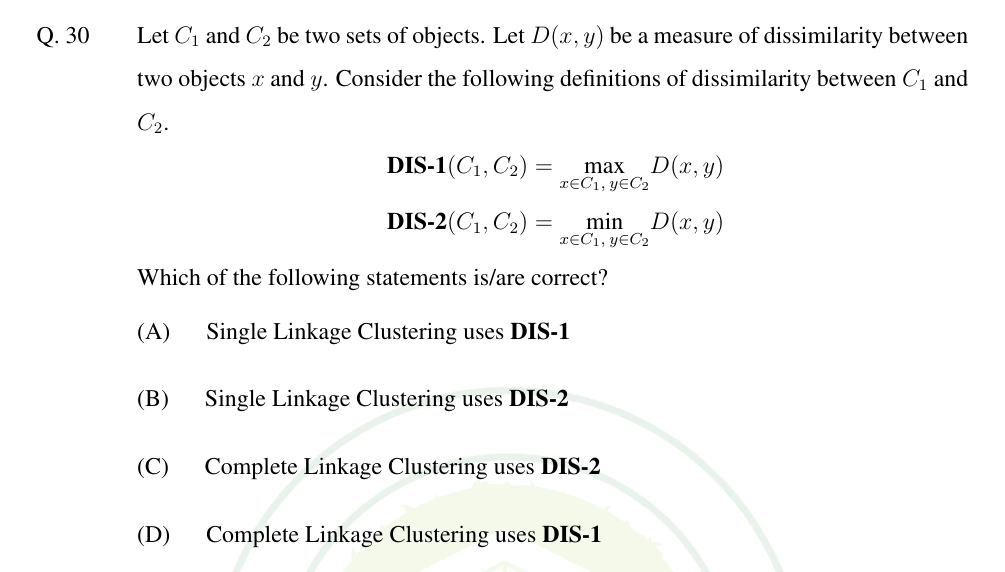 Q. 30 Let C₁ and C₂ be two sets of objects. Let D(x, y) be a measure of dissimilarity between
two objects x and y. Consider the following definitions of dissimilarity between C₁ and
C₂.
DIS-1(C₁, C₂) = max D(x, y)
x∈C₁, y∈C₂
DIS-2(C₁, C₂) = min D(x, y)
x∈C₁, y∈C₂
Which of the following statements is/are correct?
(A) Single Linkage Clustering uses DIS-1
(B) Single Linkage Clustering uses DIS-2
(C) Complete Linkage Clustering uses DIS-2
(D) Complete Linkage Clustering uses DIS-1